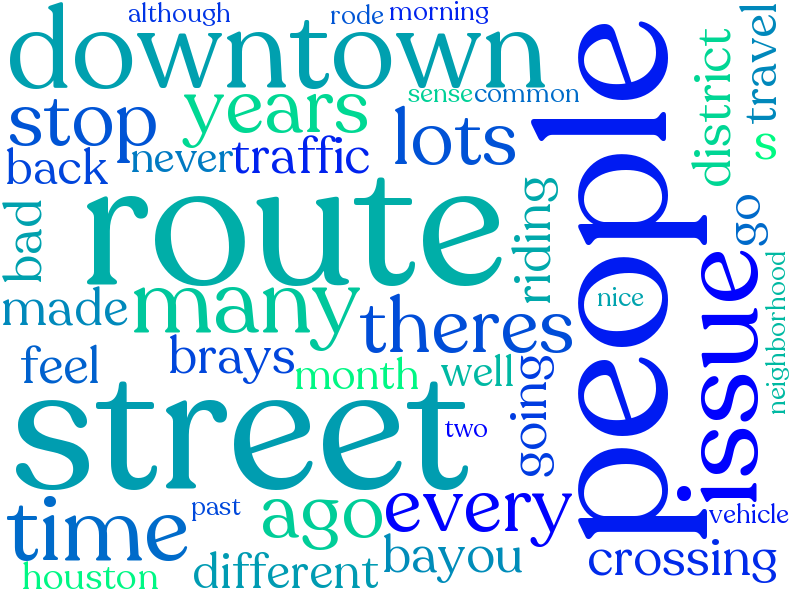 although
rode
morning
downtown
people
travel
district
sense
common
years
stop
lots
s
back
never
traffic
route
riding
bad
go
issue
neighborhood
made
many
theres
nice
feel
brays
month
well
going
street
two
time
past
ago
every
vehicle
houston
different
bayou
crossing